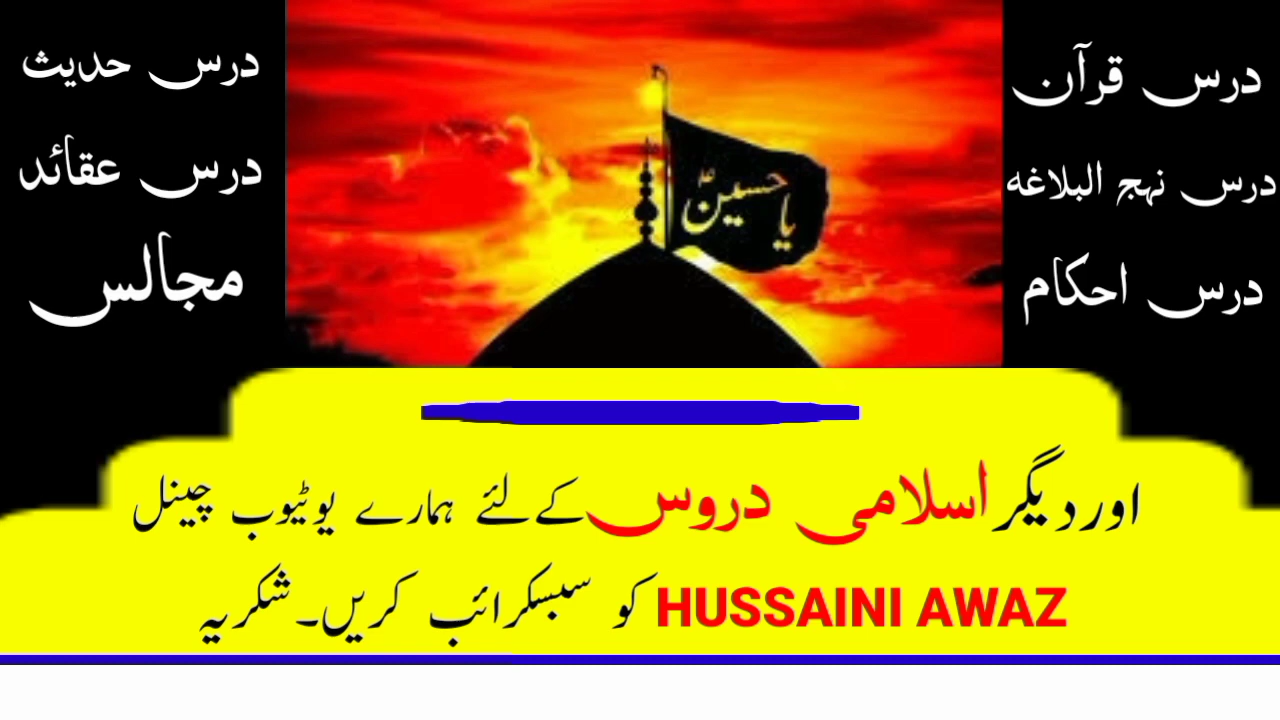 درس قرآن
درس نہج البلاغه
درس احکام
درس حدیث
درس عقائد
مجالس
یا حسینؑ
اور دیگر اسلامی دروس کے لئے ہمارے یوٹیوب چینل
HUSSAINI AWAZ کو سبسکرائب کریں۔ شکریہ